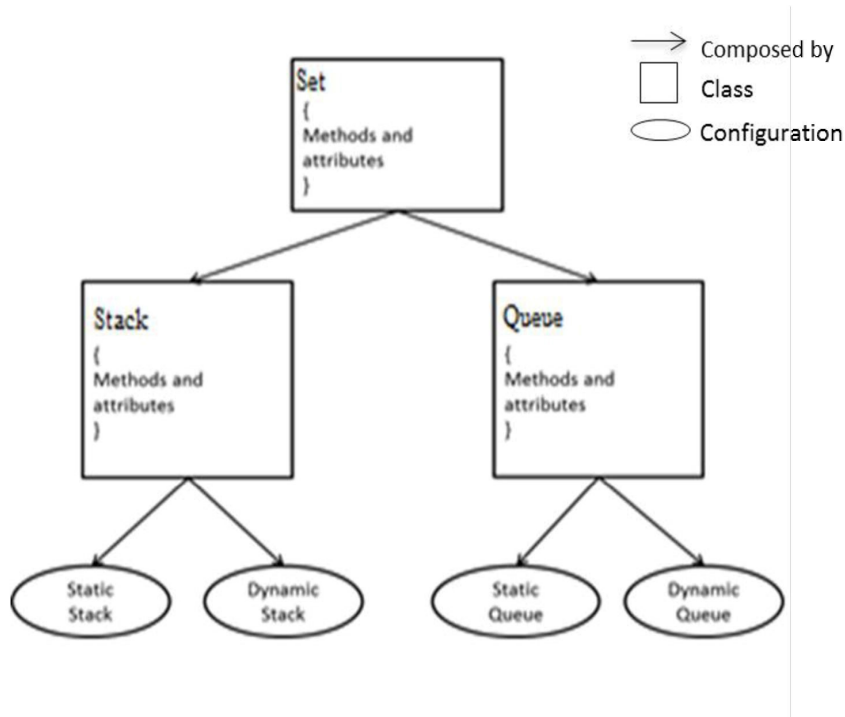 Set
{
Methods and
attributes
}
Composed by
Class
Configuration
Stack
{
Methods and
attributes
}
Queue
{
Methods and
attributes
}
Static
Stack
Dynamic
Stack
Static
Queue
Dynamic
Queue